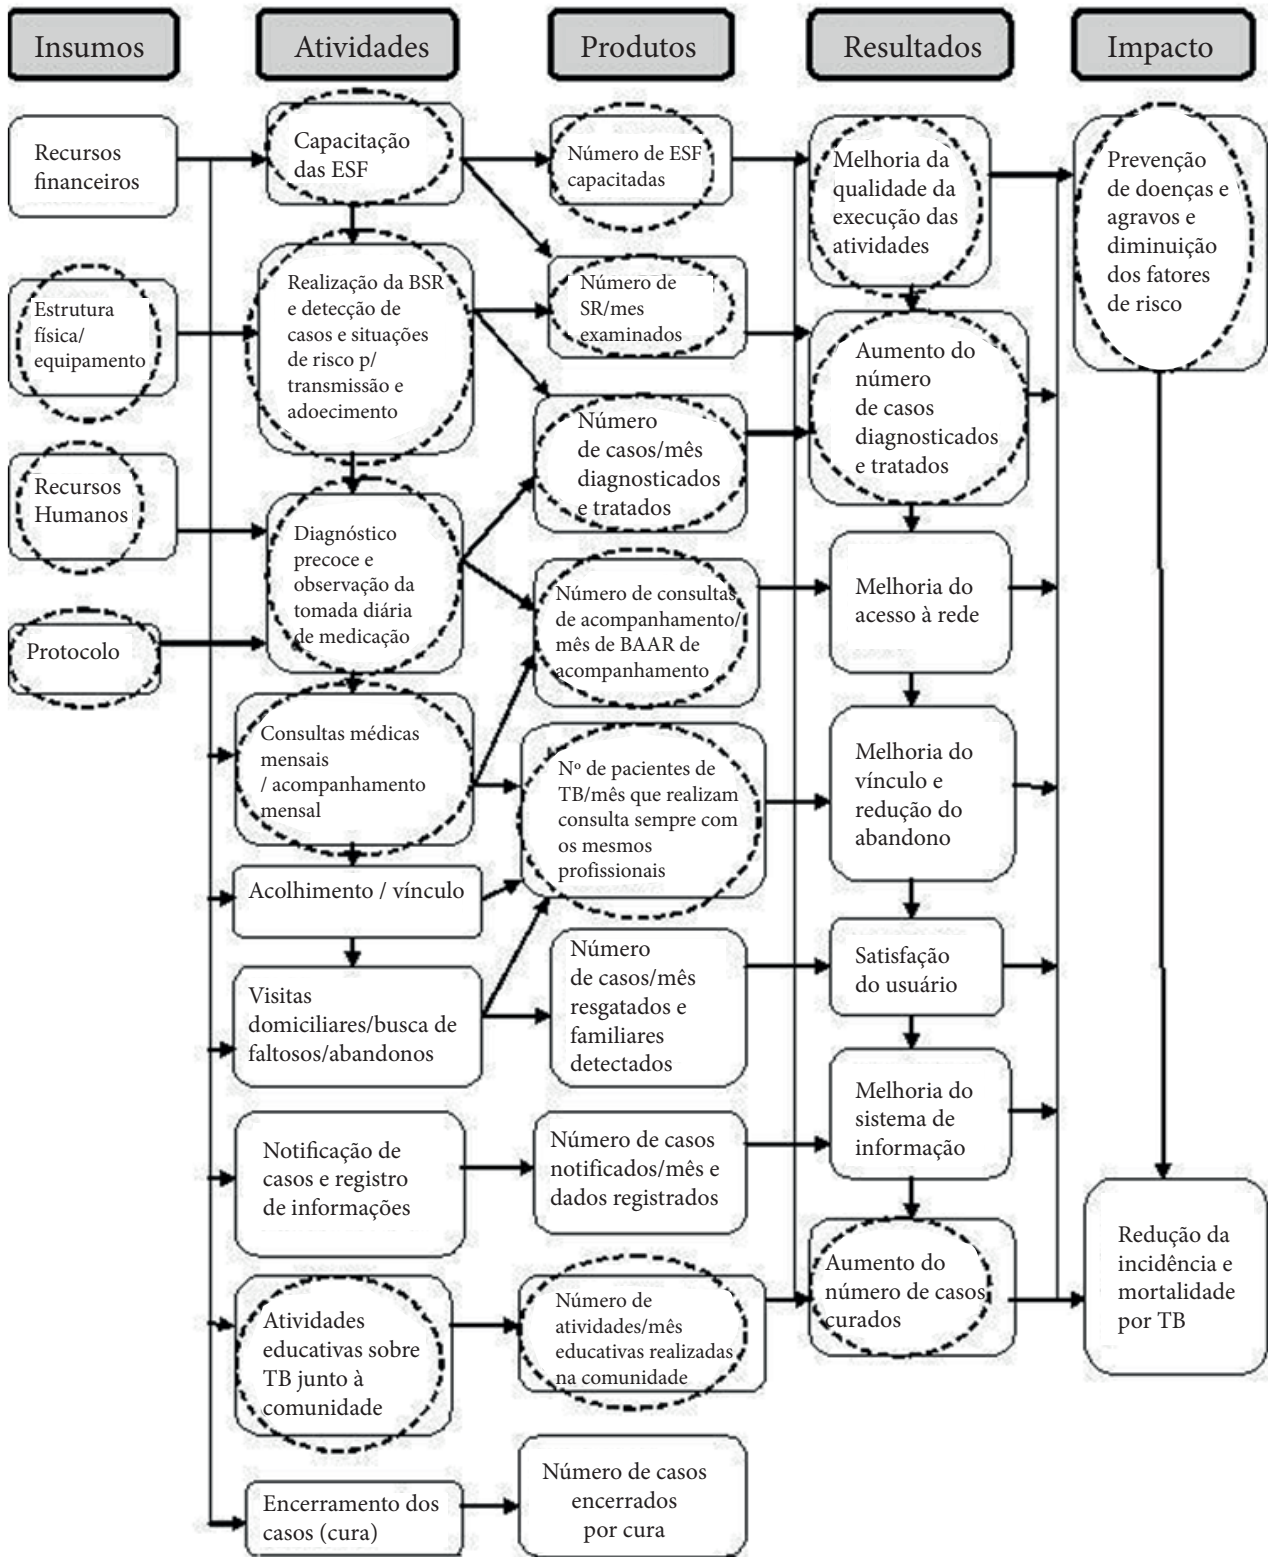 Insumos
Atividades
Produtos
Resultados
Impacto
Recursos
financeiros
Estrutura
física/
equipamento
Recursos
Humanos
Protocolo
Capacitação
das ESF
Realização da BSR
e detecção de
casos e situações
de risco p/
transmissão e
adoecimento
Diagnóstico
precoce e
observação da
tomada diária
de medicação
Consultas médicas
mensais
/ acompanhamento
mensal
Acolhimento / vínculo
Visitas
domiciliares/busca de
faltosos/abandonos
Notificação de
casos e registro
de informações
Atividades
educativas sobre
TB junto à
comunidade
Encerramento dos
casos (cura)
Número de ESF
capacitadas
Número de
SR/mes
examinados
Número
de casos/mês
diagnosticados
e tratados
Número de consultas
de acompanhamento/
mês de BAAR de
acompanhamento
Nº de pacientes de
TB/mês que realizam
consulta sempre com
os mesmos
profissionais
Número
de casos/mês
resgatados e
familiares
detectados
Número de casos
notificados/mês e
dados registrados
Número de
atividades/mês
educativas realizadas
na comunidade
Número de casos
encerrados
por cura
Melhoria da
qualidade da
execução das
atividades
Aumento do
número
de casos
diagnosticados
e tratados
Melhoria do
acesso à rede
Melhoria do
vínculo e
redução do
abandono
Satisfação
do usuário
Melhoria do
sistema de
informação
Aumento do
número de casos
curados
Prevenção
de doenças e
agravos e
diminuição
dos fatores
de risco
Redução da
incidência e
mortalidade
por TB